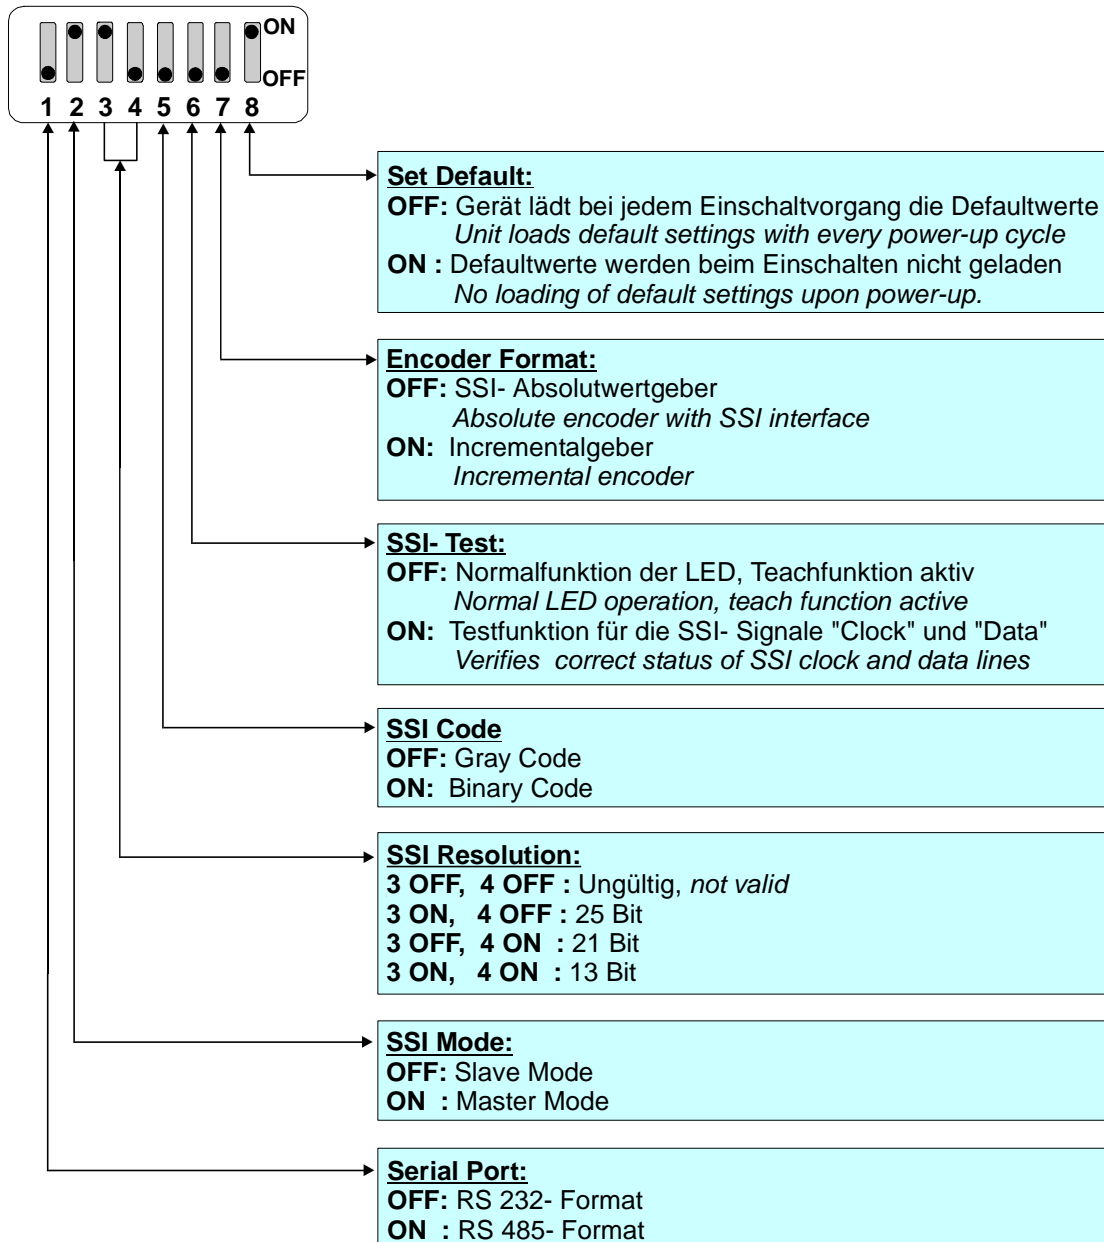 ON
OFF
1 2 3 4 5 6 7 8
Set Default:
OFF: Gerät lädt bei jedem Einschaltvorgang die Defaultwerte
Unit loads default settings with every power-up cycle
ON : Defaultwerte werden beim Einschalten nicht geladen
No loading of default settings upon power-up.
Encoder Format:
OFF: SSI- Absolutwertgeber
Absolute encoder with SSI interface
ON: Incrementalgeber
Incremental encoder
SSI- Test:
OFF: Normalfunktion der LED, Teachfunktion aktiv
Normal LED operation, teach function active
ON: Testfunktion für die SSI- Signale "Clock" und "Data"
Verifies correct status of SSI clock and data lines
SSI Code
OFF: Gray Code
ON: Binary Code
SSI Resolution:
3 OFF, 4 OFF : Ungültig, not valid
3 ON, 4 OFF : 25 Bit
3 OFF, 4 ON : 21 Bit
3 ON, 4 ON : 13 Bit
SSI Mode:
OFF: Slave Mode
ON : Master Mode
Serial Port:
OFF: RS 232- Format
ON : RS 485- Format